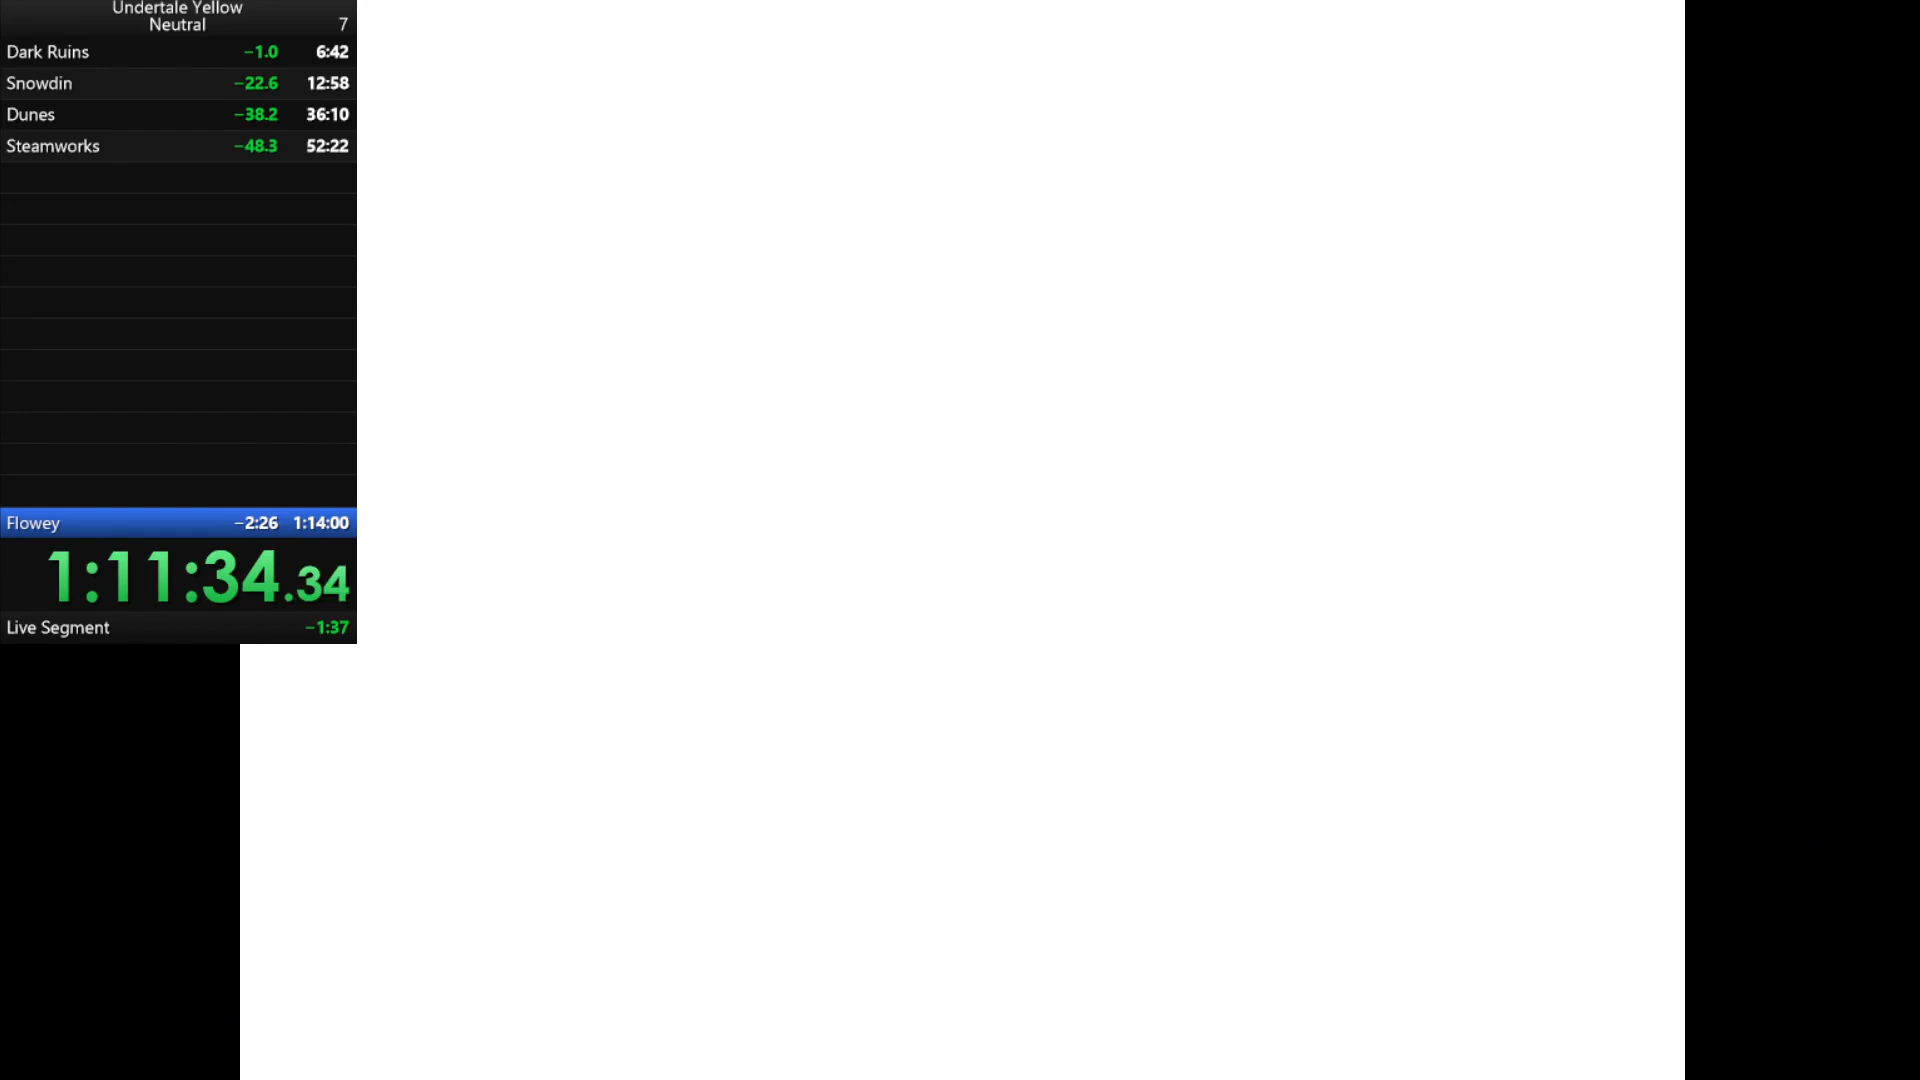 Undertale Yellow
Neutral 7
Dark Ruins −1.0 6:42
Snowdin −22.6 12:58
Dunes −38.2 36:10
Steamworks −48.3 52:22
Flowey −2:26 1:14:00
1:11:34.34
Live Segment −1:37